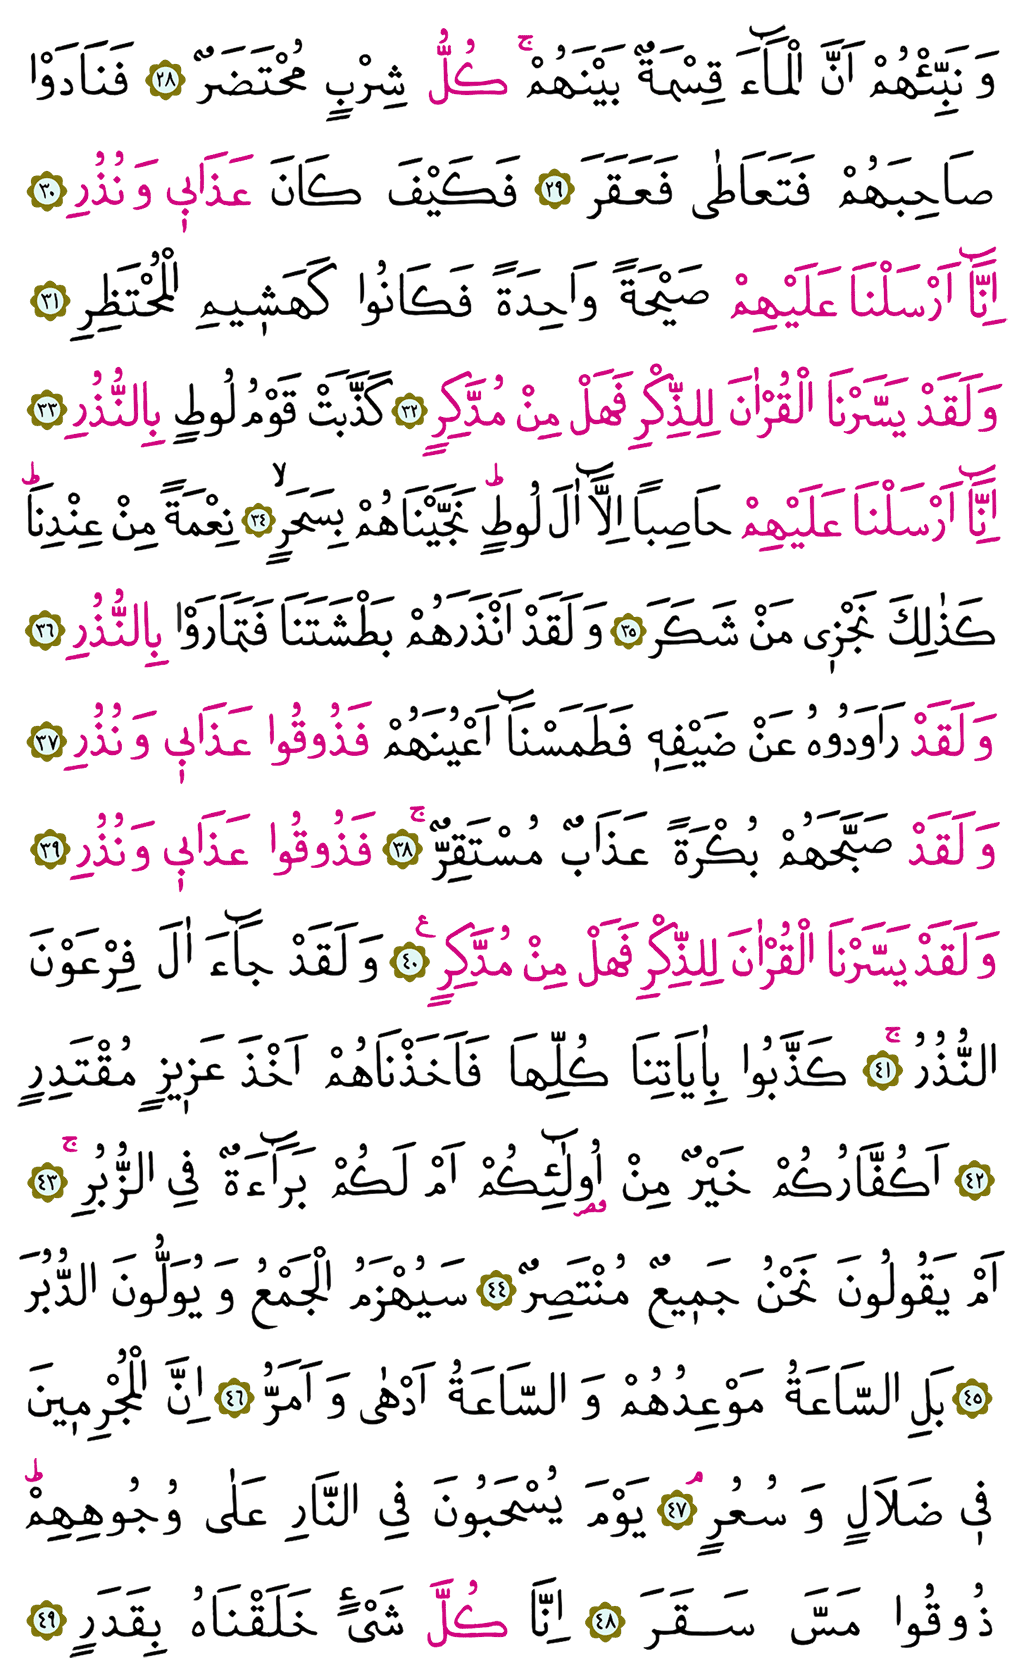 وَ نَبِّئْهُمْ اَنَّ الْمَٓاءَ قِسْمَةٌ بَيْنَهُمْۚ كُلُّ شِرْبٍ مُحْتَضَرٌ ﴿٢٨﴾ فَنَادَوْا
صَاحِبَهُمْ فَتَعَاطٰى فَعَقَرَ ﴿٢٩﴾ فَكَيْفَ كَانَ عَذَاب۪ي وَ نُذُرِ ﴿٣٠﴾
اِنَّٓا اَرْسَلْنَا عَلَيْهِمْ صَيْحَةً وَاحِدَةً فَكَانُوا كَهَش۪يمِ الْمُحْتَظِرِ ﴿٣١﴾
وَلَقَدْ يَسَّرْنَا الْقُرْاٰنَ لِلذِّكْرِ فَهَلْ مِنْ مُدَّكِرٍ ﴿٣٢﴾ كَذَّبَتْ قَوْمُ لُوطٍ بِالنُّذُرِ ﴿٣٣﴾
اِنَّٓا اَرْسَلْنَا عَلَيْهِمْ حَاصِباً اِلَّٓا اٰلَ لُوطٍۜ نَجَّيْنَاهُمْ بِسَحَرٍۙ ﴿٣٤﴾ نِعْمَةً مِنْ عِنْدِنَاۜ
كَذٰلِكَ نَجْز۪ي مَنْ شَكَرَ ﴿٣٥﴾ وَ لَقَدْ اَنْذَرَهُمْ بَطْشَتَنَا فَتَمَارَوْا بِالنُّذُرِ ﴿٣٦﴾
وَ لَقَدْ رَاوَدُوهُ عَنْ ضَيْفِه۪ فَطَمَسْنَٓا اَعْيُنَهُمْ فَذُوقُوا عَذَاب۪ي وَ نُذُرِ ﴿٣٧﴾
وَ لَقَدْ صَبَّحَهُمْ بُكْرَةً عَذَابٌ مُسْتَقِرٌّۚ ﴿٣٨﴾ فَذُوقُوا عَذَاب۪ي وَ نُذُرِ ﴿٣٩﴾
وَ لَقَدْ يَسَّرْنَا الْقُرْاٰنَ لِلذِّكْرِ فَهَلْ مِنْ مُدَّكِرٍ۟ ﴿٤٠﴾ وَ لَقَدْ جَٓاءَ اٰلَ فِرْعَوْنَ
النُّذُرُۚ ﴿٤١﴾ كَذَّبُوا بِاٰيَاتِنَا كُلِّهَا فَاَخَذْنَاهُمْ اَخْذَ عَز۪يزٍ مُقْتَدِرٍ
﴿٤٢﴾ اَكُفَّارُكُمْ خَيْرٌ مِنْ اُو۬لٰٓئِكُمْ اَمْ لَكُمْ بَرَٓاءَةٌ فِي الزُّبُرِۚ ﴿٤٣﴾
اَمْ يَقُولُونَ نَحْنُ جَم۪يعٌ مُنْتَصِرٌ ﴿٤٤﴾ سَيُهْزَمُ الْجَمْعُ وَ يُوَلُّونَ الدُّبُرَ
﴿٤٥﴾ بَلِ السَّاعَةُ مَوْعِدُهُمْ وَ السَّاعَةُ اَدْهٰى وَ اَمَرُّ ﴿٤٦﴾ اِنَّ الْمُجْرِم۪ينَ
ف۪ي ضَلَالٍ وَ سُعُرٍۢ ﴿٤٧﴾ يَوْمَ يُسْحَبُونَ فِي النَّارِ عَلٰى وُجُوهِهِمْۜ
ذُوقُوا مَسَّ سَقَرَ ﴿٤٨﴾ اِنَّا كُلَّ شَيْءٍ خَلَقْنَاهُ بِقَدَرٍ ﴿٤٩﴾